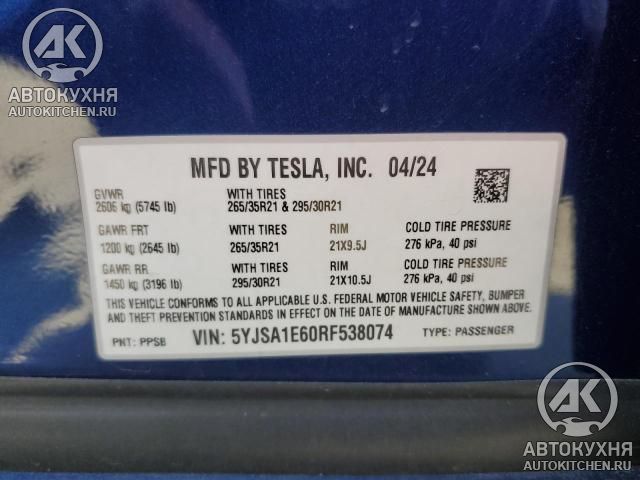 AK
АВТОКУХНЯ
AUTOKITCHEN.RU
MFD BY TESLA, INC. 04/24
GVWR
2606 kg (5745 lb)
WITH TIRES
265/35R21 & 295/30R21
GAWR FRT
1200 kg (2645 lb)
WITH TIRES
265/35R21
RIM
21X9.5J
COLD TIRE PRESSURE
276 kPa, 40 psi
GAWR RR
1450 kg (3196 lb)
WITH TIRES
295/30R21
RIM
21X10.5J
COLD TIRE PRESSURE
276 kPa, 40 psi
THIS VEHICLE CONFORMS TO ALL APPLICABLE U.S. FEDERAL MOTOR VEHICLE SAFETY, BUMPER
AND THEFT PREVENTION STANDARDS IN EFFECT ON THE DATE OF MANUFACTURE SHOWN ABOVE.
PNT: PPSB VIN: 5YJSA1E60RF538074 TYPE: PASSENGER
AK
АВТОКУХНЯ
AUTOKITCHEN.RU